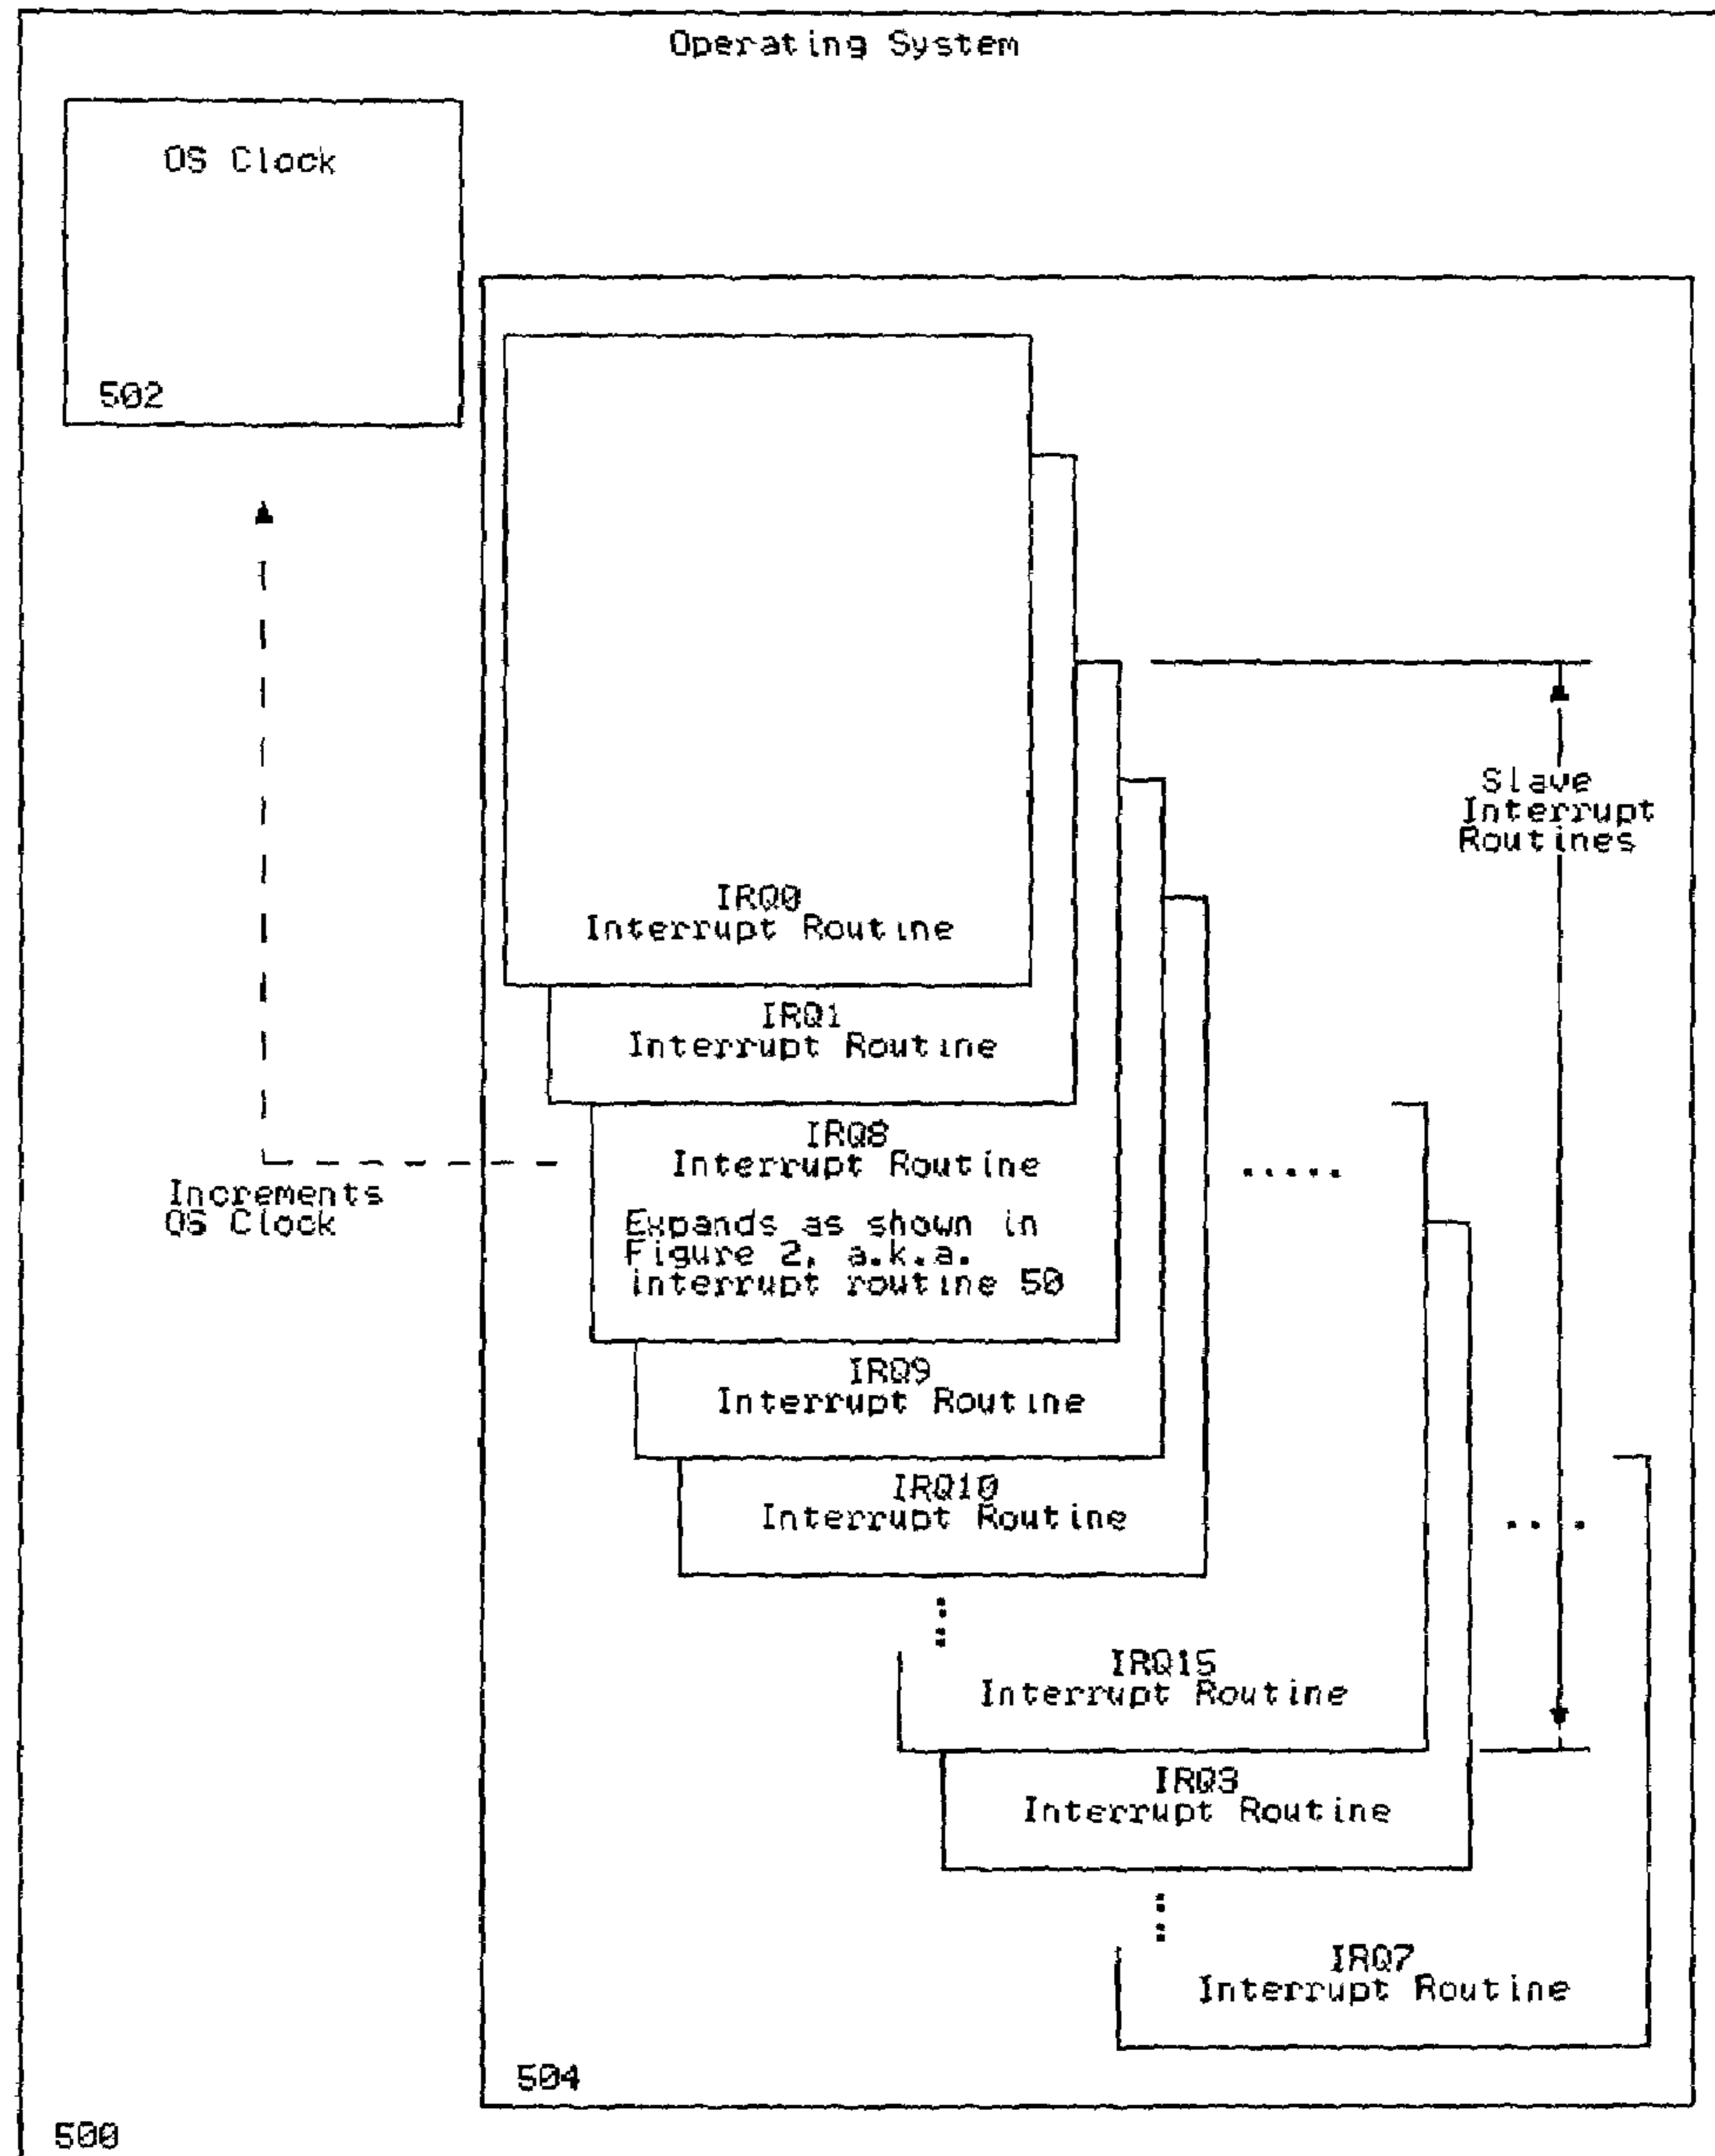 Operating System
OS Clock
502
IRQ0
Interrupt Routine
IRQ1
Interrupt Routine
IRQ8
Interrupt Routine
Expands as shown in
Figure 2, a.k.a.
interrupt routine 50
IRQ9
Interrupt Routine
IRQ10
Interrupt Routine
IRQ15
Interrupt Routine
IRQ3
Interrupt Routine
IRQ7
Interrupt Routine
Slave
Interrupt
Routines
Increments
OS Clock
504
500